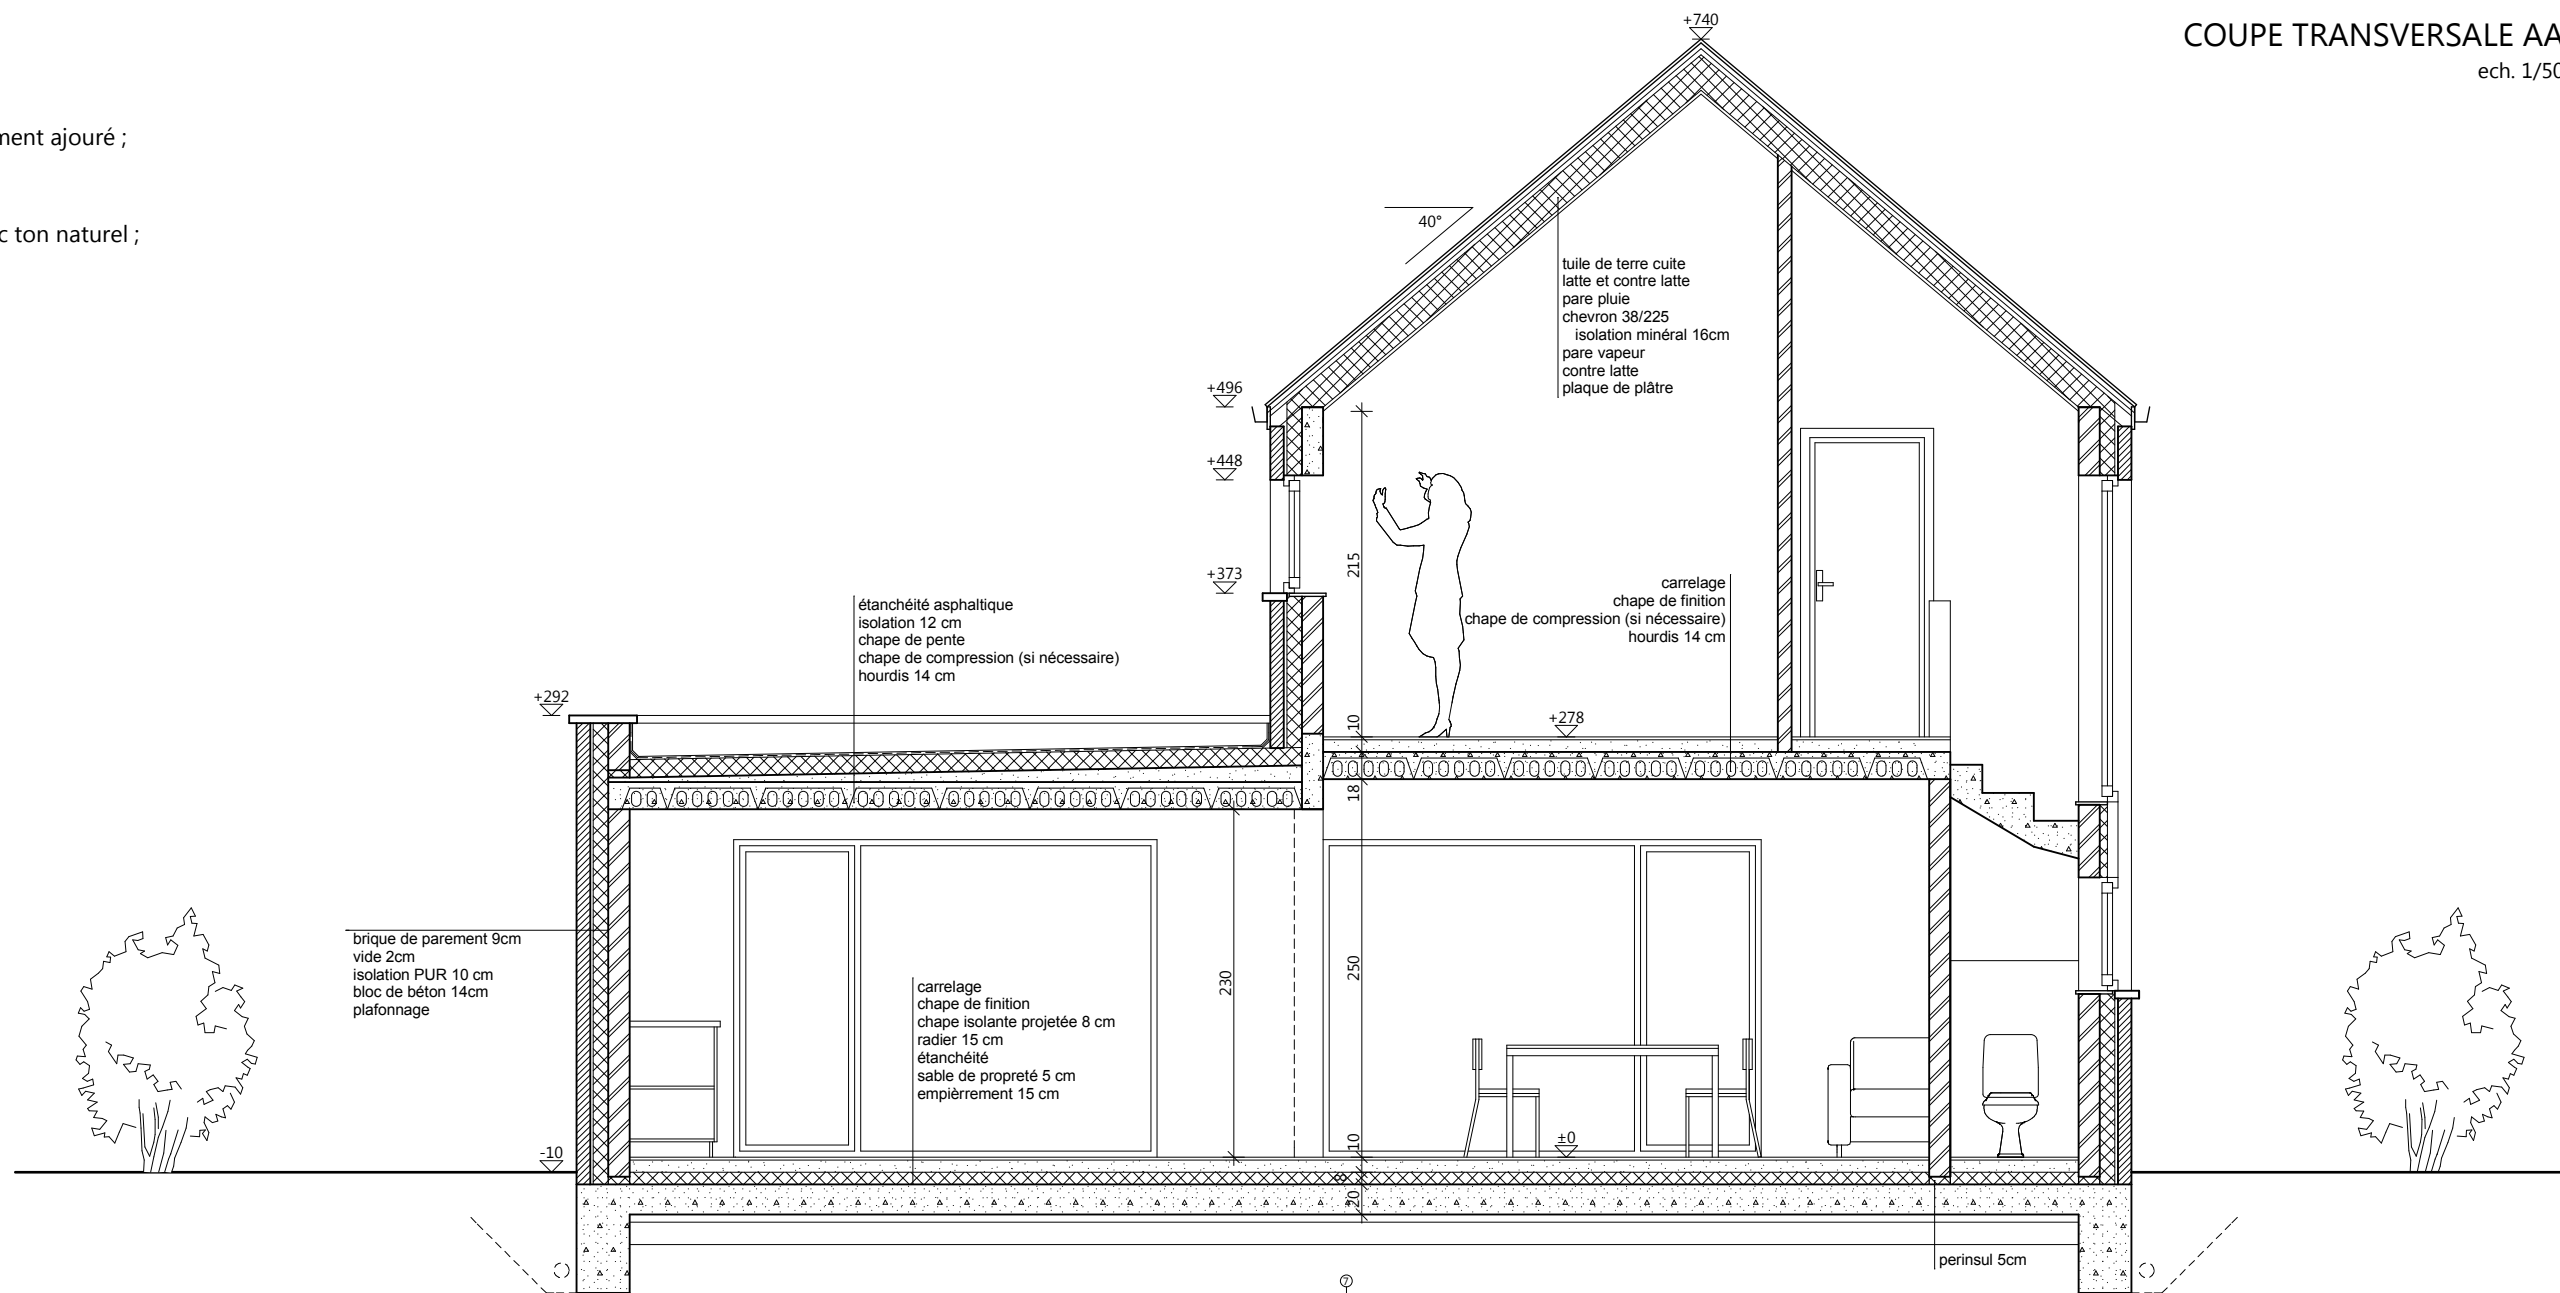 +740
COUPE TRANSVERSALE AA
ech. 1/50
ment ajouré ;
c ton naturel ;
40°
tuile de terre cuite
latte et contre latte
pare pluie
chevron 38/225
isolation minéral 16cm
pare vapeur
contre latte
plaque de plâtre
+496
+448
+373
215
carrelage
chape de finition
chape de compression (si nécessaire)
hourdis 14 cm
étanchéité asphaltique
isolation 12 cm
chape de pente
chape de compression (si nécessaire)
hourdis 14 cm
+292
10
+278
18
brique de parement 9cm
vide 2cm
isolation PUR 10 cm
bloc de béton 14cm
plafonnage
230
250
carrelage
chape de finition
chape isolante projetée 8 cm
radier 15 cm
étanchéité
sable de propreté 5 cm
empièrrement 15 cm
-10
10
±0
8
20
perinsul 5cm
7